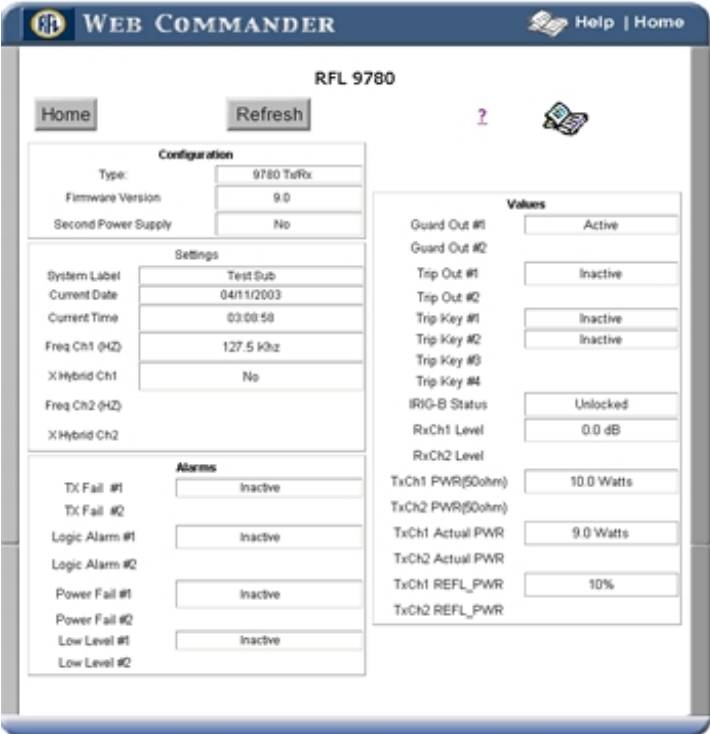 RFL WEB COMMANDER
Help | Home
RFL 9780
Home
Refresh
?
Configuration
Type: 9780 Tx/Rx
Firmware Version 9.0
Second Power Supply No
Settings
System Label Test Sub
Current Date 04/11/2003
Current Time 03:08:58
Freq Ch1 (HZ) 127.5 Khz
X Hybrid Ch1 No
Freq Ch2 (HZ)
X Hybrid Ch2
Alarms
TX Fail #1 Inactive
TX Fail #2
Logic Alarm #1 Inactive
Logic Alarm #2
Power Fail #1 Inactive
Power Fail #2
Low Level #1 Inactive
Low Level #2
Values
Guard Out #1 Active
Guard Out #2
Trip Out #1 Inactive
Trip Out #2
Trip Key #1 Inactive
Trip Key #2 Inactive
Trip Key #3
Trip Key #4
IRIG-B Status Unlocked
RxCh1 Level 0.0 dB
RxCh2 Level
TxCh1 PWR(50ohm) 10.0 Watts
TxCh2 PWR(50ohm)
TxCh1 Actual PWR 9.0 Watts
TxCh2 Actual PWR
TxCh1 REFL_PWR 10%
TxCh2 REFL_PWR